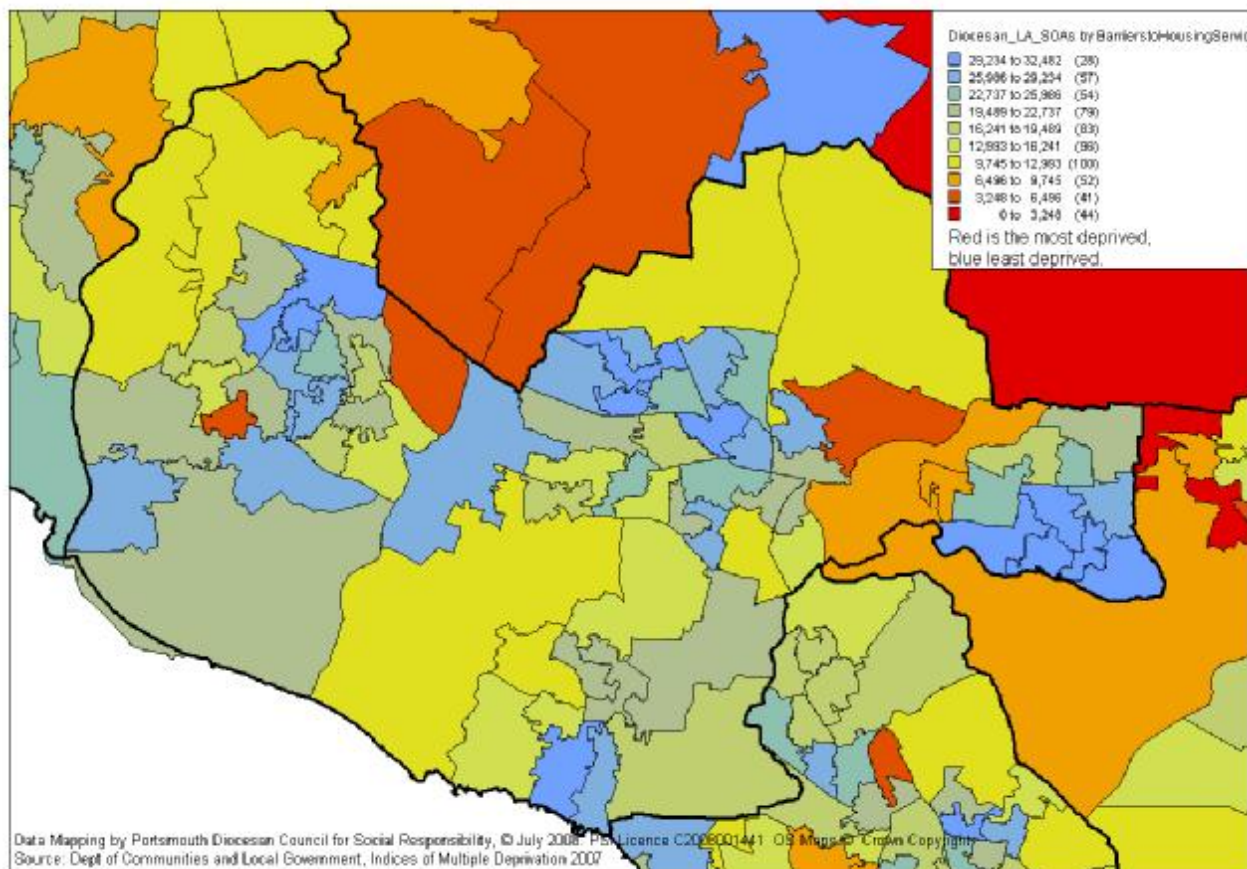 Diocesan_LA_SOAs by BarrierstoHousingServic
29,234 to 32,482 (28)
25,986 to 29,234 (57)
22,737 to 25,986 (54)
19,489 to 22,737 (79)
16,241 to 19,489 (83)
12,993 to 16,241 (96)
9,745 to 12,993 (100)
6,496 to 9,745 (52)
3,248 to 6,496 (41)
0 to 3,248 (44)
Red is the most deprived,
blue least deprived.
Data Mapping by Portsmouth Diocesan Council for Social Responsibility, © July 2008. PSI Licence C2008001441 OS Maps © Crown Copyright
Source: Dept of Communities and Local Government, Indices of Multiple Deprivation 2007